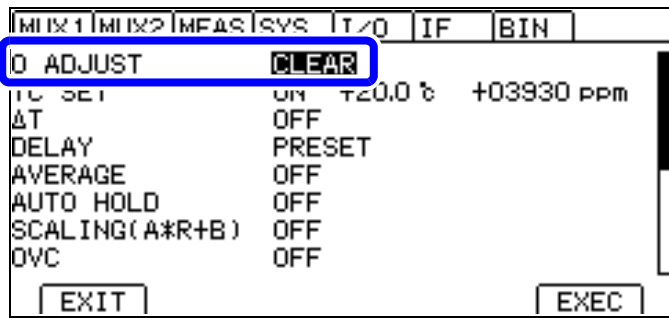 MUX1 MUX2 MEAS SYS I/O IF BIN
0 ADJUST CLEAR
TC SET ON +20.0 ℃ +03930 ppm
ΔT OFF
DELAY PRESET
AVERAGE OFF
AUTO HOLD OFF
SCALING(A*R+B) OFF
OVC OFF
EXIT EXEC